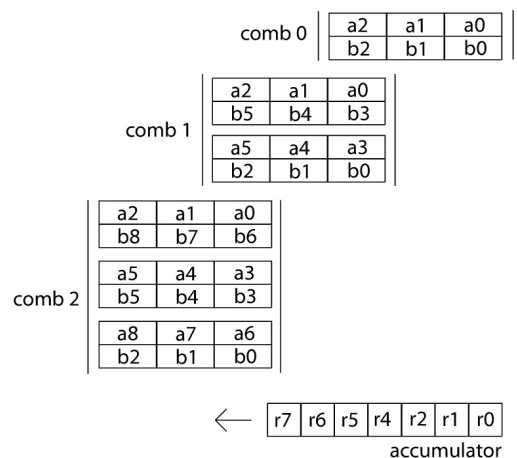 comb 0
a2 a1 a0
b2 b1 b0
comb 1
a2 a1 a0
b5 b4 b3
a5 a4 a3
b2 b1 b0
comb 2
a2 a1 a0
b8 b7 b6
a5 a4 a3
b5 b4 b3
a8 a7 a6
b2 b1 b0
r7 r6 r5 r4 r2 r1 r0
accumulator